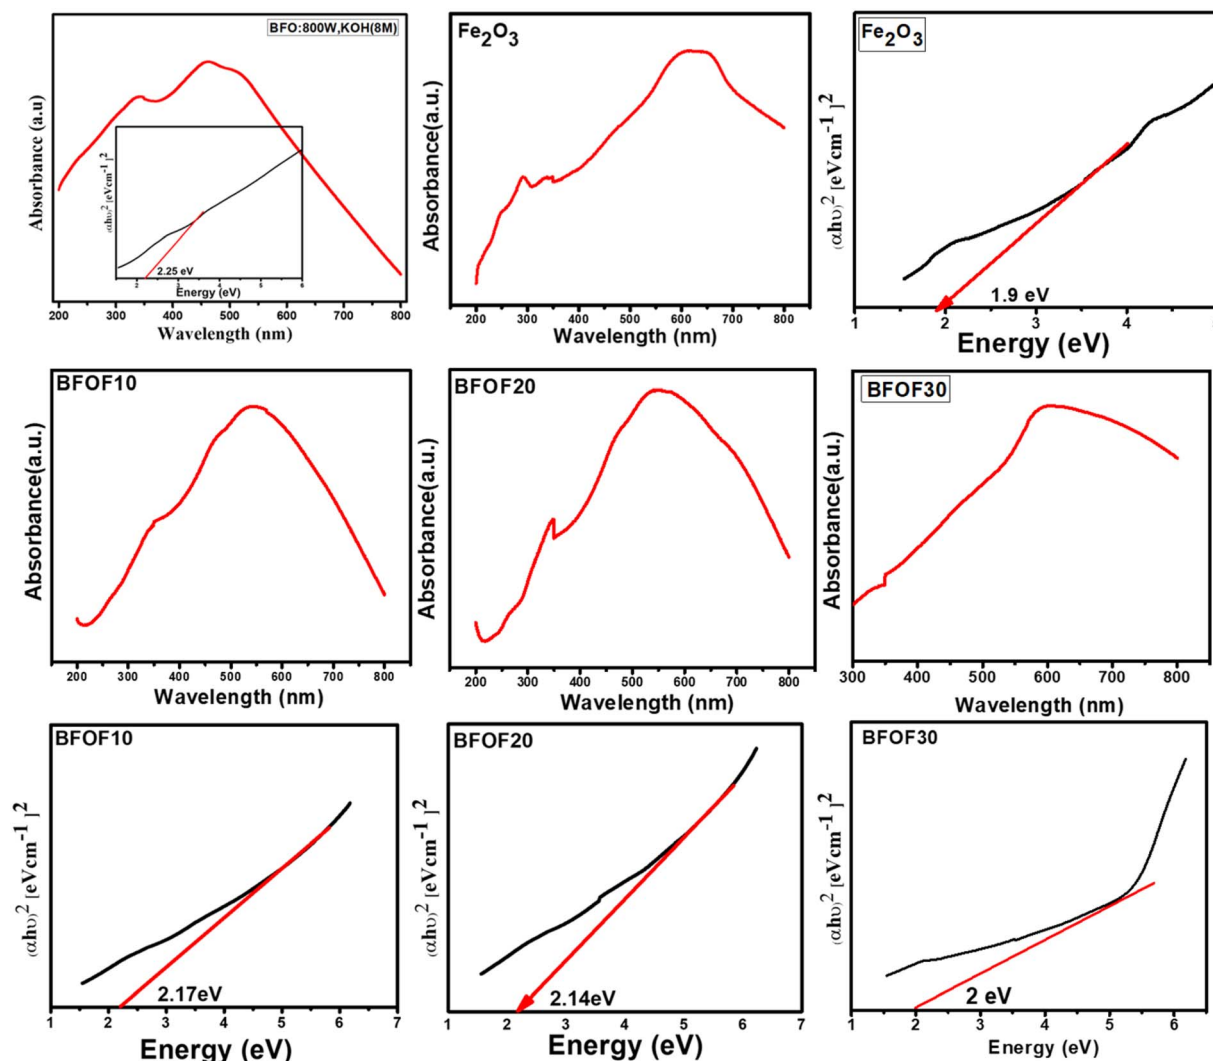 BFO:800W,KOH(8M)
Absorbance (a.u)
(αhυ)² [eVcm⁻¹ ]²
2.25 eV
2 3 4 5 6
Energy (eV)
200 300 400 500 600 700 800
Wavelength (nm)
Fe₂O₃
Absorbance(a.u.)
200 300 400 500 600 700 800
Wavelength (nm)
Fe₂O₃
(αhυ)² [eVcm⁻¹ ]²
1.9 eV
1 2 3 4
Energy (eV)
BFOF10
Absorbance(a.u.)
200 300 400 500 600 700 800
Wavelength (nm)
BFOF20
Absorbance(a.u.)
200 300 400 500 600 700 800
Wavelength (nm)
BFOF30
Absorbance(a.u.)
300 400 500 600 700 800
Wavelength (nm)
BFOF10
(αhυ)² [eVcm⁻¹ ]²
2.17eV
1 2 3 4 5 6 7
Energy (eV)
BFOF20
(αhυ)² [eVcm⁻¹ ]²
2.14eV
1 2 3 4 5 6 7
Energy (eV)
BFOF30
(αhυ)² [eVcm⁻¹ ]²
2 eV
1 2 3 4 5 6
Energy (eV)